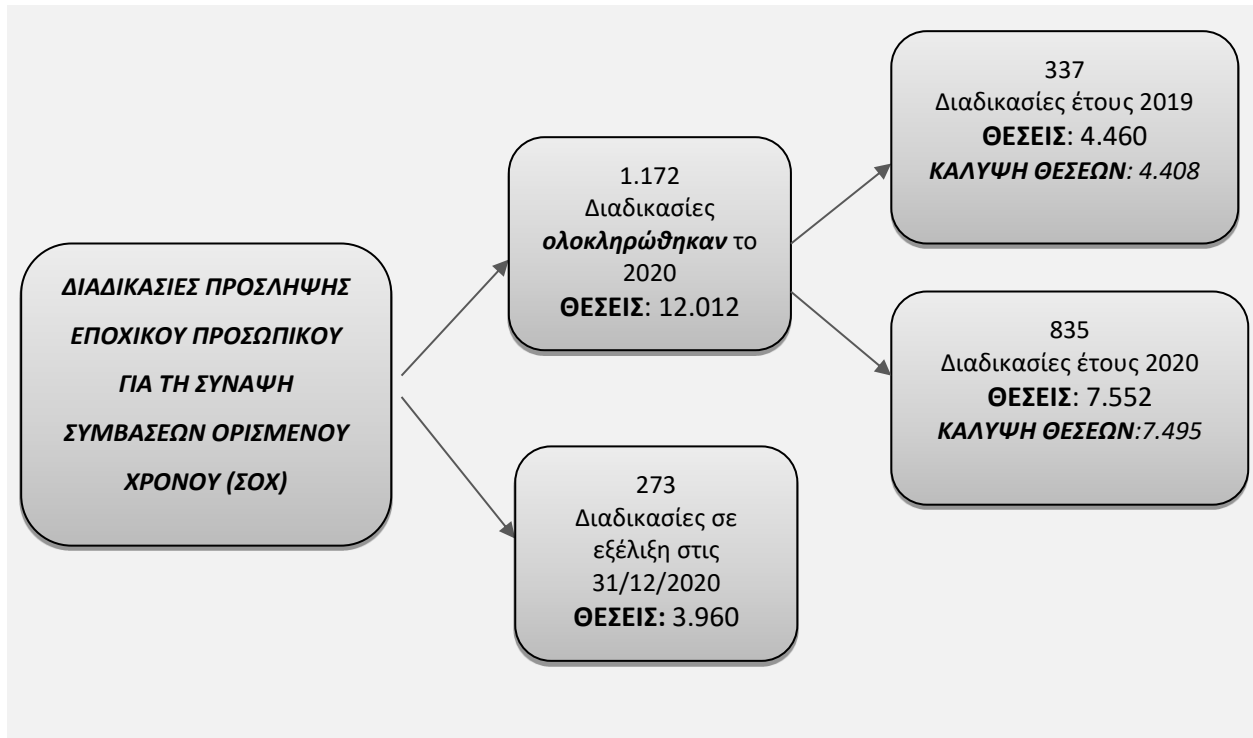 ΔΙΑΔΙΚΑΣΙΕΣ ΠΡΟΣΛΗΨΗΣ
ΕΠΟΧΙΚΟΥ ΠΡΟΣΩΠΙΚΟΥ
ΓΙΑ ΤΗ ΣΥΝΑΨΗ
ΣΥΜΒΑΣΕΩΝ ΟΡΙΣΜΕΝΟΥ
ΧΡΟΝΟΥ (ΣΟΧ)
1.172
Διαδικασίες
ολοκληρώθηκαν το
2020
ΘΕΣΕΙΣ: 12.012
273
Διαδικασίες σε
εξέλιξη στις
31/12/2020
ΘΕΣΕΙΣ: 3.960
337
Διαδικασίες έτους 2019
ΘΕΣΕΙΣ: 4.460
ΚΑΛΥΨΗ ΘΕΣΕΩΝ: 4.408
835
Διαδικασίες έτους 2020
ΘΕΣΕΙΣ: 7.552
ΚΑΛΥΨΗ ΘΕΣΕΩΝ:7.495